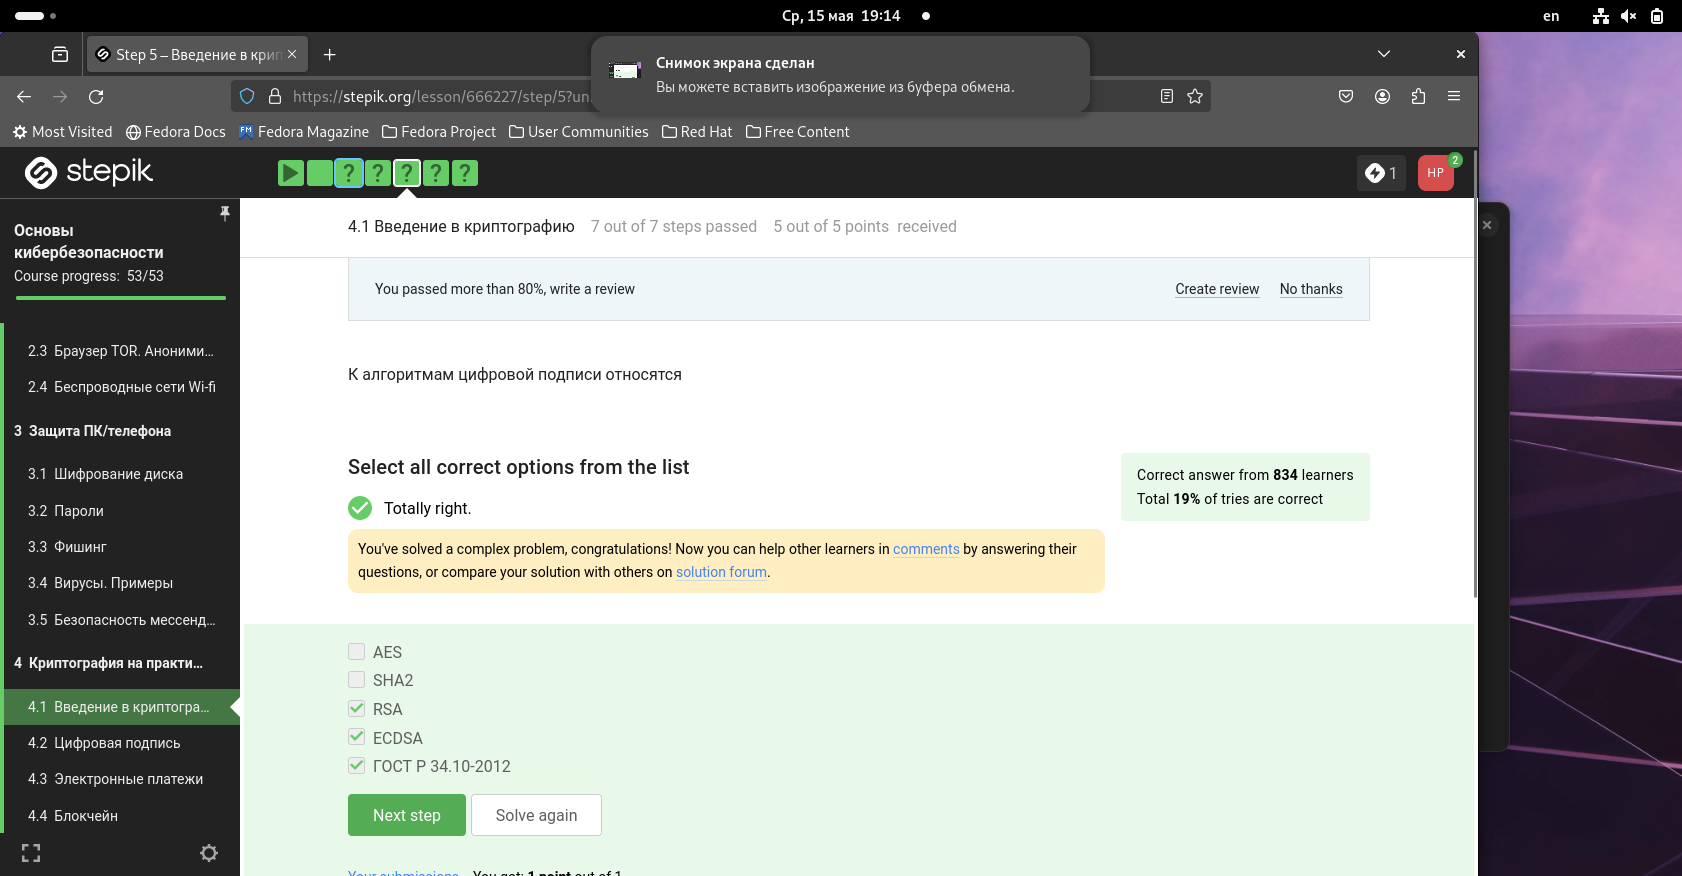 Ср, 15 мая 19:14
en
Step 5 – Введение в крип
Снимок экрана сделан
Вы можете вставить изображение из буфера обмена.
https://stepik.org/lesson/666227/step/5?un
Most Visited
Fedora Docs
Fedora Magazine
Fedora Project
User Communities
Red Hat
Free Content
stepik
?
?
?
?
?
1
HP
2
Основы
кибербезопасности
Course progress: 53/53
2.3 Браузер TOR. Аноними...
2.4 Беспроводные сети Wi-fi
3 Защита ПК/телефона
3.1 Шифрование диска
3.2 Пароли
3.3 Фишинг
3.4 Вирусы. Примеры
3.5 Безопасность мессенд...
4 Криптография на практи...
4.1 Введение в криптогра...
4.2 Цифровая подпись
4.3 Электронные платежи
4.4 Блокчейн
4.1 Введение в криптографию 7 out of 7 steps passed 5 out of 5 points received
You passed more than 80%, write a review
Create review
No thanks
К алгоритмам цифровой подписи относятся
Select all correct options from the list
Correct answer from 834 learners
Total 19% of tries are correct
Totally right.
You've solved a complex problem, congratulations! Now you can help other learners in comments by answering their
questions, or compare your solution with others on solution forum.
AES
SHA2
RSA
ECDSA
ГОСТ Р 34.10-2012
Next step
Solve again
Your submissions You got: 1 point out of 1